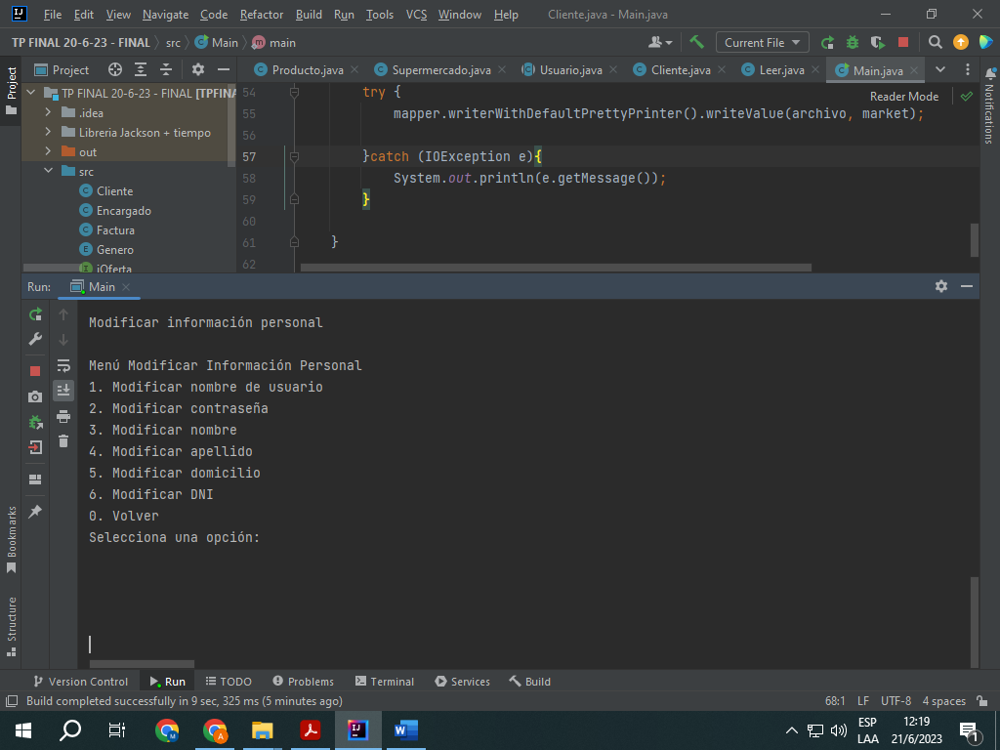 File Edit View Navigate Code Refactor Build Run Tools VCS Window Help Cliente.java - Main.java
TP FINAL 20-6-23 - FINAL src Main main Current File
Project Producto.java Supermercado.java Usuario.java Cliente.java Leer.java Main.java
Project
TP FINAL 20-6-23 - FINAL [TPFINA
.idea
Libreria Jackson + tiempo
out
src
Cliente
Encargado
Factura
Genero
iOferta
Reader Mode
54 try {
55 mapper.writerWithDefaultPrettyPrinter().writeValue(archivo, market);
56
57 }catch (IOException e){
58 System.out.println(e.getMessage());
59 }
60
61 }
62
Notifications
Run: Main
Modificar información personal
Menú Modificar Información Personal
1. Modificar nombre de usuario
2. Modificar contraseña
3. Modificar nombre
4. Modificar apellido
5. Modificar domicilio
6. Modificar DNI
0. Volver
Selecciona una opción:
Bookmarks
Structure
Version Control Run TODO Problems Terminal Services Build
Build completed successfully in 9 sec, 325 ms (5 minutes ago) 68:1 LF UTF-8 4 spaces
ESP 12:19
LAA 21/6/2023 1